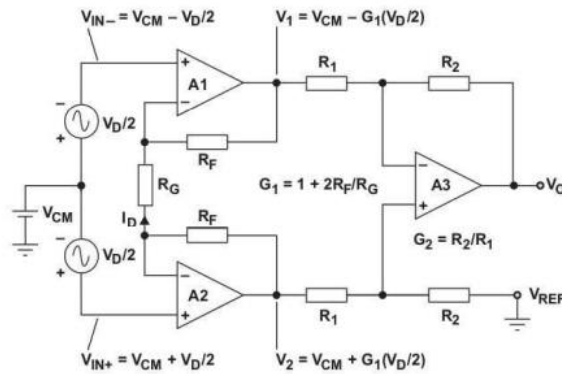 V_IN– = V_CM – V_D/2
V_1 = V_CM – G_1(V_D/2)
R_1
R_2
+
A1
–
–
V_D/2
+
R_F
R_G
G_1 = 1 + 2R_F/R_G
–
A3
+
V_O
V_CM
I_D
R_F
G_2 = R_2/R_1
–
V_D/2
+
–
A2
+
R_1
R_2
V_REF
V_IN+ = V_CM + V_D/2
V_2 = V_CM + G_1(V_D/2)